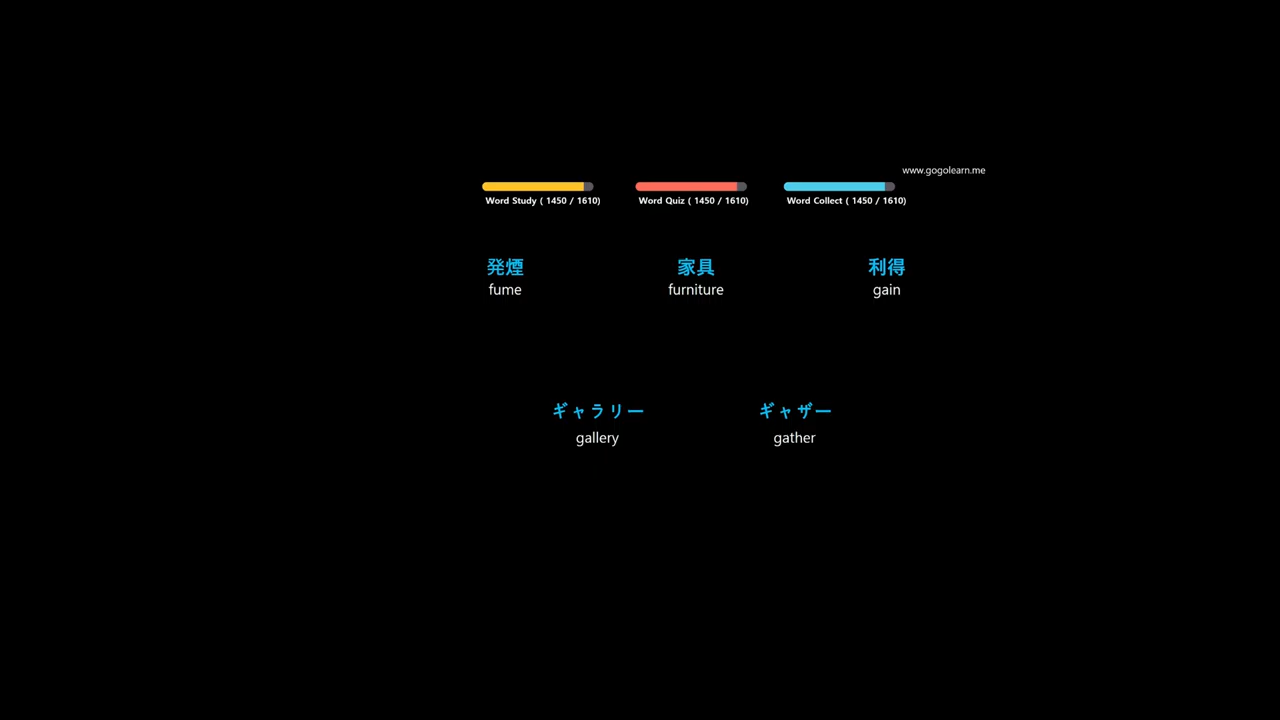 www.gogolearn.me
Word Study ( 1450 / 1610)
Word Quiz ( 1450 / 1610)
Word Collect ( 1450 / 1610)
発煙
fume
家具
furniture
利得
gain
ギャラリー
gallery
ギャザー
gather